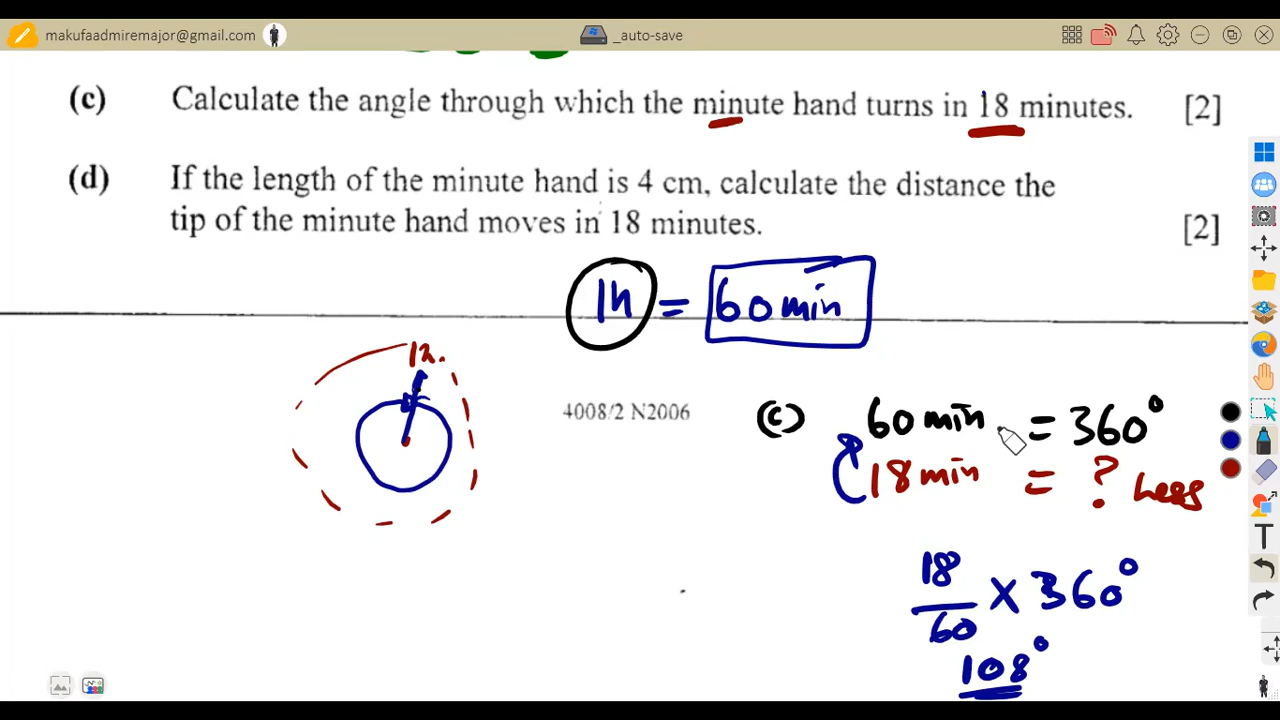 makufaadmiremajor@gmail.com
_auto-save
(c) Calculate the angle through which the minute hand turns in 18 minutes. [2]
(d) If the length of the minute hand is 4 cm, calculate the distance the
tip of the minute hand moves in 18 minutes. [2]
1h = 60 min
12.
4008/2 N2006
(c) 60 min = 360°
18 min = ? Less
18/60 × 360°
108°
T